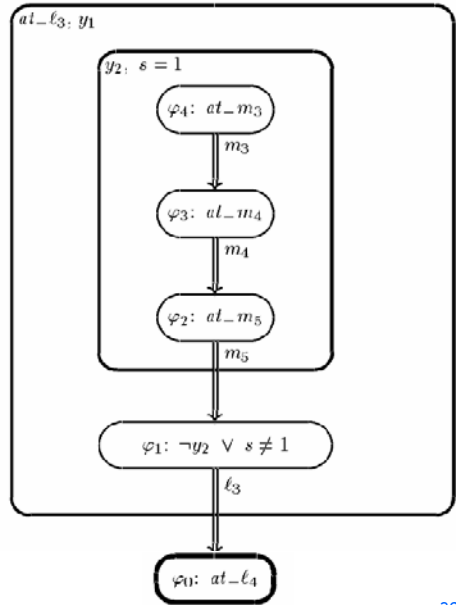 at_ℓ₃, y₁
y₂, s = 1
φ₄: at_m₃
m₃
φ₃: at_m₄
m₄
φ₂: at_m₅
m₅
φ₁: ¬y₂ ∨ s ≠ 1
ℓ₃
φ₀: at_ℓ₄